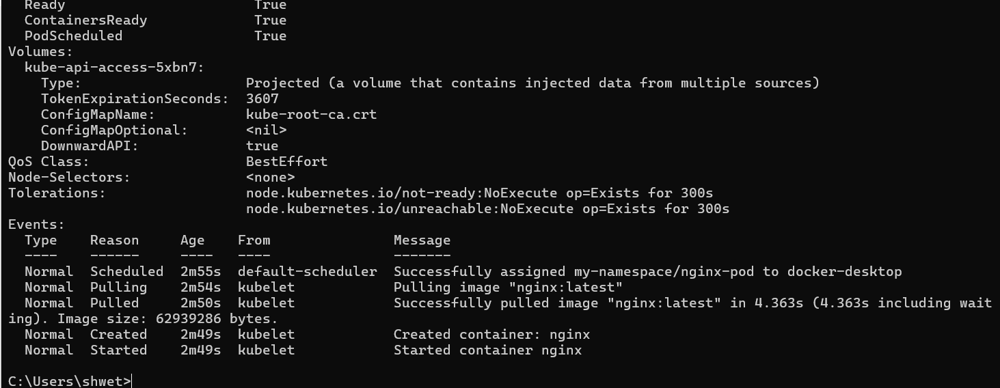 Ready                       True
  ContainersReady             True
  PodScheduled                True
Volumes:
  kube-api-access-5xbn7:
    Type:                    Projected (a volume that contains injected data from multiple sources)
    TokenExpirationSeconds:  3607
    ConfigMapName:           kube-root-ca.crt
    ConfigMapOptional:       <nil>
    DownwardAPI:             true
QoS Class:                   BestEffort
Node-Selectors:              <none>
Tolerations:                 node.kubernetes.io/not-ready:NoExecute op=Exists for 300s
                             node.kubernetes.io/unreachable:NoExecute op=Exists for 300s
Events:
  Type    Reason     Age    From               Message
  ----    ------     ----   ----               -------
  Normal  Scheduled  2m55s  default-scheduler  Successfully assigned my-namespace/nginx-pod to docker-desktop
  Normal  Pulling    2m54s  kubelet            Pulling image "nginx:latest"
  Normal  Pulled     2m50s  kubelet            Successfully pulled image "nginx:latest" in 4.363s (4.363s including wait
ing). Image size: 62939286 bytes.
  Normal  Created    2m49s  kubelet            Created container: nginx
  Normal  Started    2m49s  kubelet            Started container nginx

C:\Users\shwet>